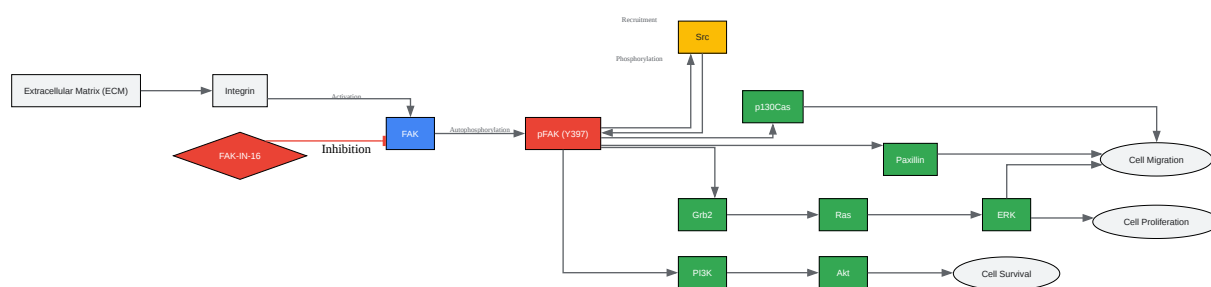 Recruitment
Src
Phosphorylation
Extracellular Matrix (ECM)
Integrin
Activation
p130Cas
FAK
Autophosphorylation
pFAK (Y397)
FAK-IN-16
Inhibition
Paxillin
Cell Migration
Grb2
Ras
ERK
Cell Proliferation
PI3K
Akt
Cell Survival